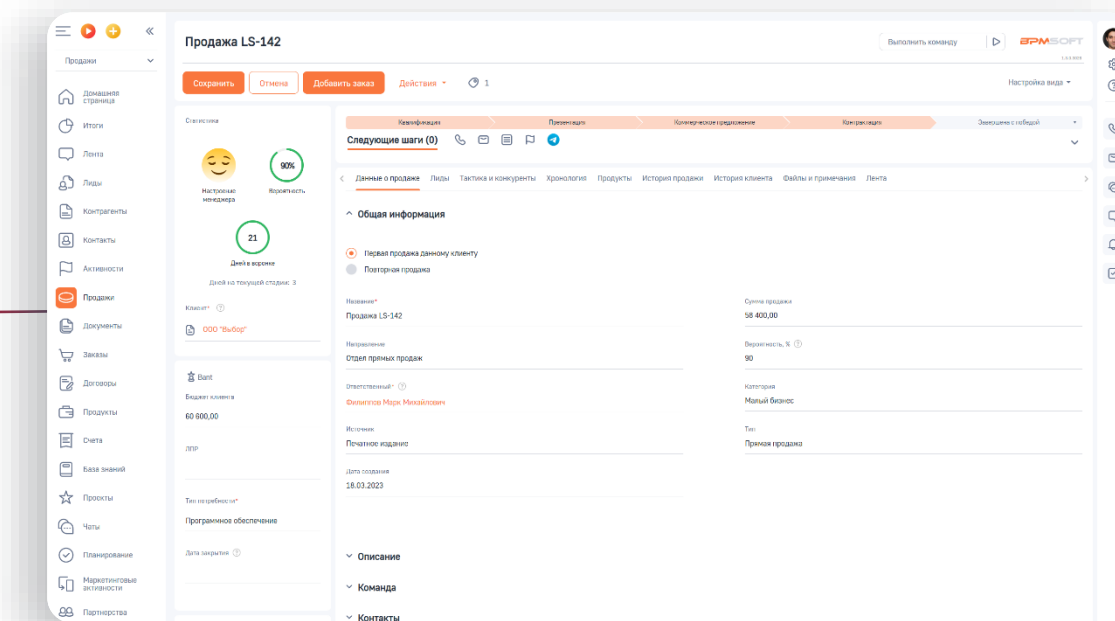 Продажи
Домашняя
страница
Итоги
Лента
Лиды
Контрагенты
Контакты
Активности
Продажи
Документы
Заказы
Договоры
Продукты
Счета
База знаний
Проекты
Чаты
Планирование
Маркетинговые
активности
Партнерства
Продажа LS-142
Выполнить команду
BPMSOFT
Сохранить
Отмена
Добавить заказ
Действия
1
Настройка вида
Статистика
Настроение
менеджера
90%
Вероятность
21
Дней в воронке
Дней на текущей стадии: 3
Клиент*
ООО "Выбор"
Bant
Бюджет клиента
60 600,00
ЛПР
Тип потребности*
Программное обеспечение
Дата закрытия
Квалификация
Презентация
Коммерческое предложение
Контрактация
Завершена с победой
Следующие шаги (0)
Данные о продаже
Лиды
Тактика и конкуренты
Хронология
Продукты
История продажи
История клиента
Файлы и примечания
Лента
Общая информация
Первая продажа данному клиенту
Повторная продажа
Название*
Продажа LS-142
Сумма продажи
58 400,00
Направление
Отдел прямых продаж
Вероятность, %
90
Ответственный*
Филиппов Марк Михайлович
Категория
Малый бизнес
Источник
Печатное издание
Тип
Прямая продажа
Дата создания
18.03.2023
Описание
Команда
Контакты